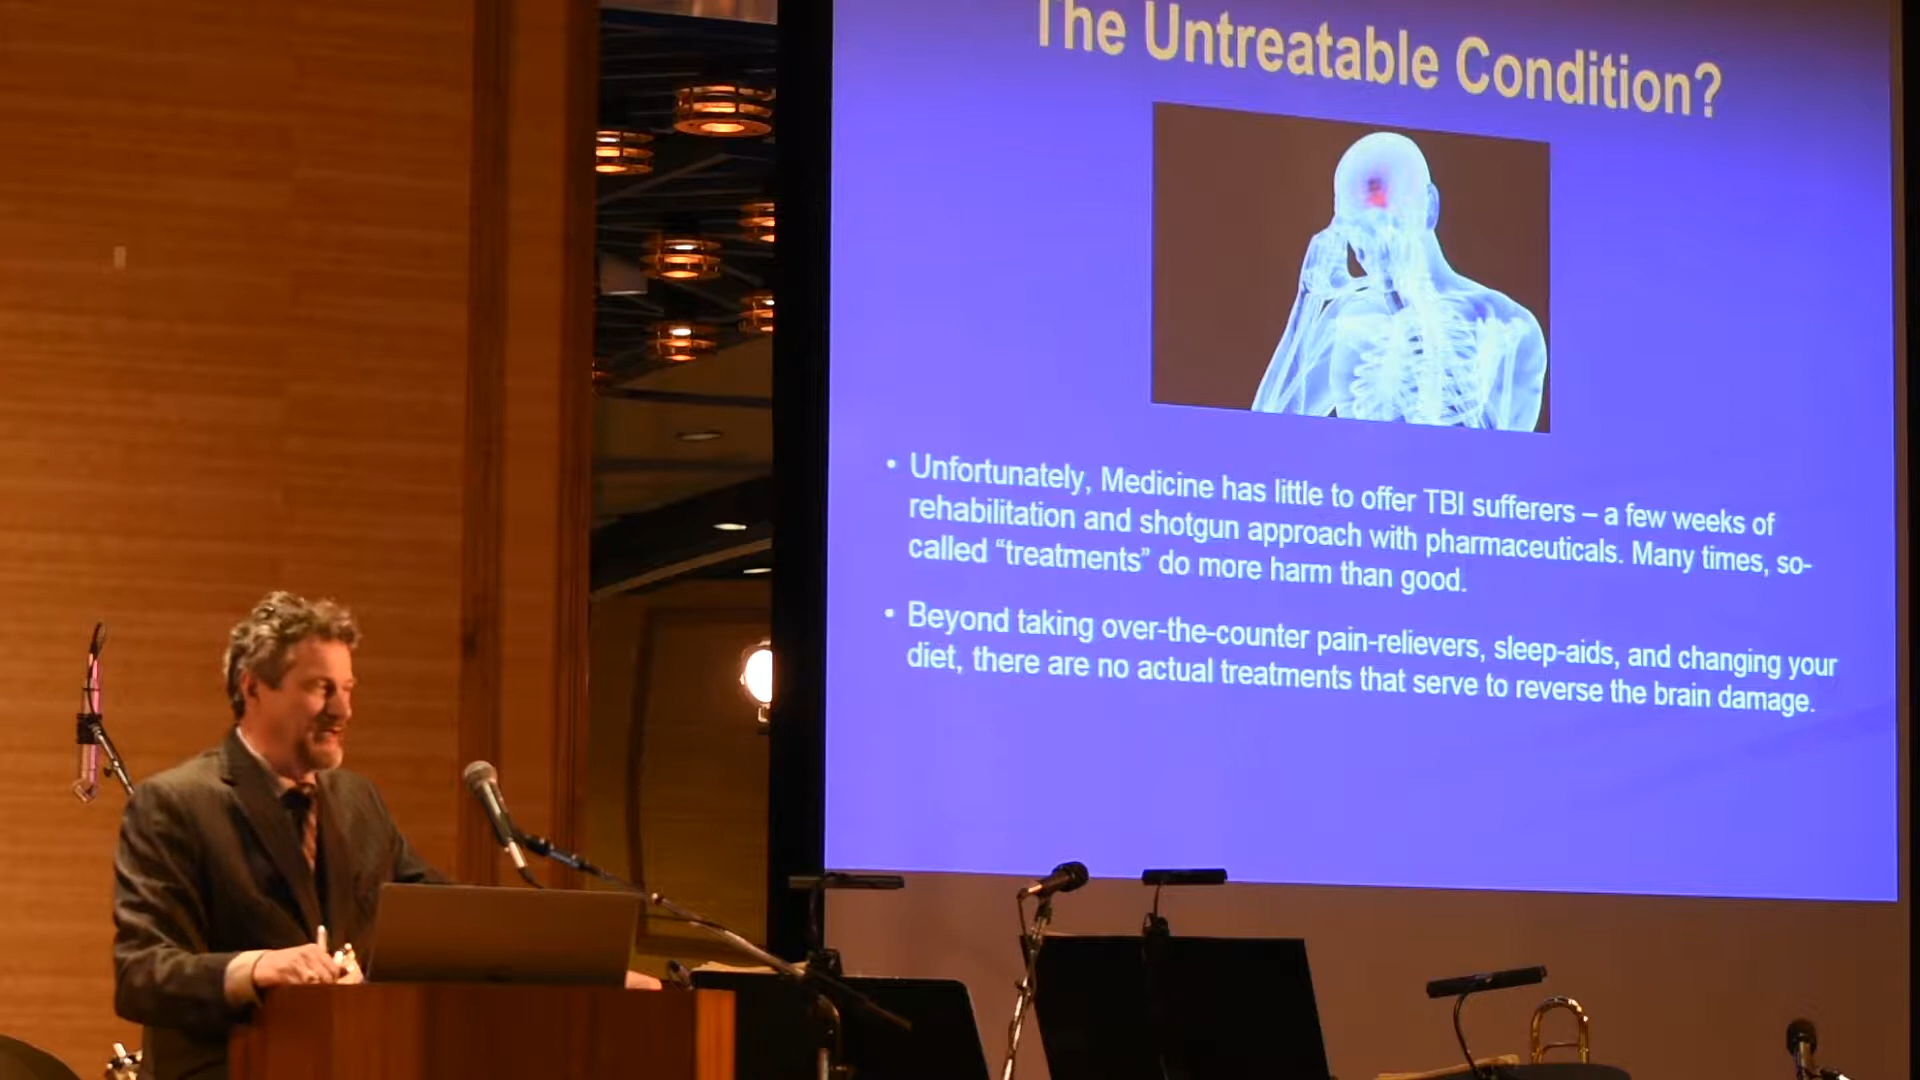 The Untreatable Condition?
• Unfortunately, Medicine has little to offer TBI sufferers – a few weeks of
rehabilitation and shotgun approach with pharmaceuticals. Many times, so-
called “treatments” do more harm than good.
• Beyond taking over-the-counter pain-relievers, sleep-aids, and changing your
diet, there are no actual treatments that serve to reverse the brain damage.